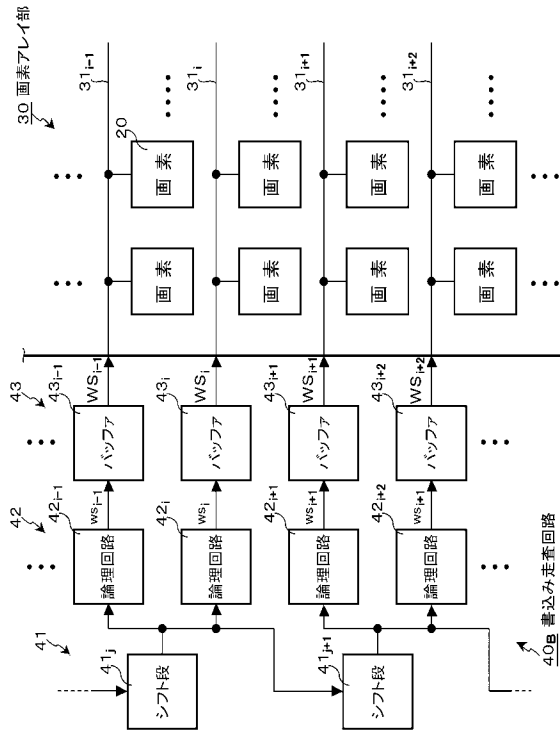 41
42
43
30 画素アレイ部
41j
シフト段
42i-1
論理回路
wsi-1
43i-1
バッファ
WSi-1
31i-1
20
画素
画素
42i
論理回路
wsi
43i
バッファ
WSi
31i
画素
画素
41j+1
シフト段
42i+1
論理回路
wsi+1
43i+1
バッファ
WSi+1
31i+1
画素
画素
42i+2
論理回路
wsi+1
43i+2
バッファ
WSi+2
31i+2
画素
画素
40B 書込み走査回路